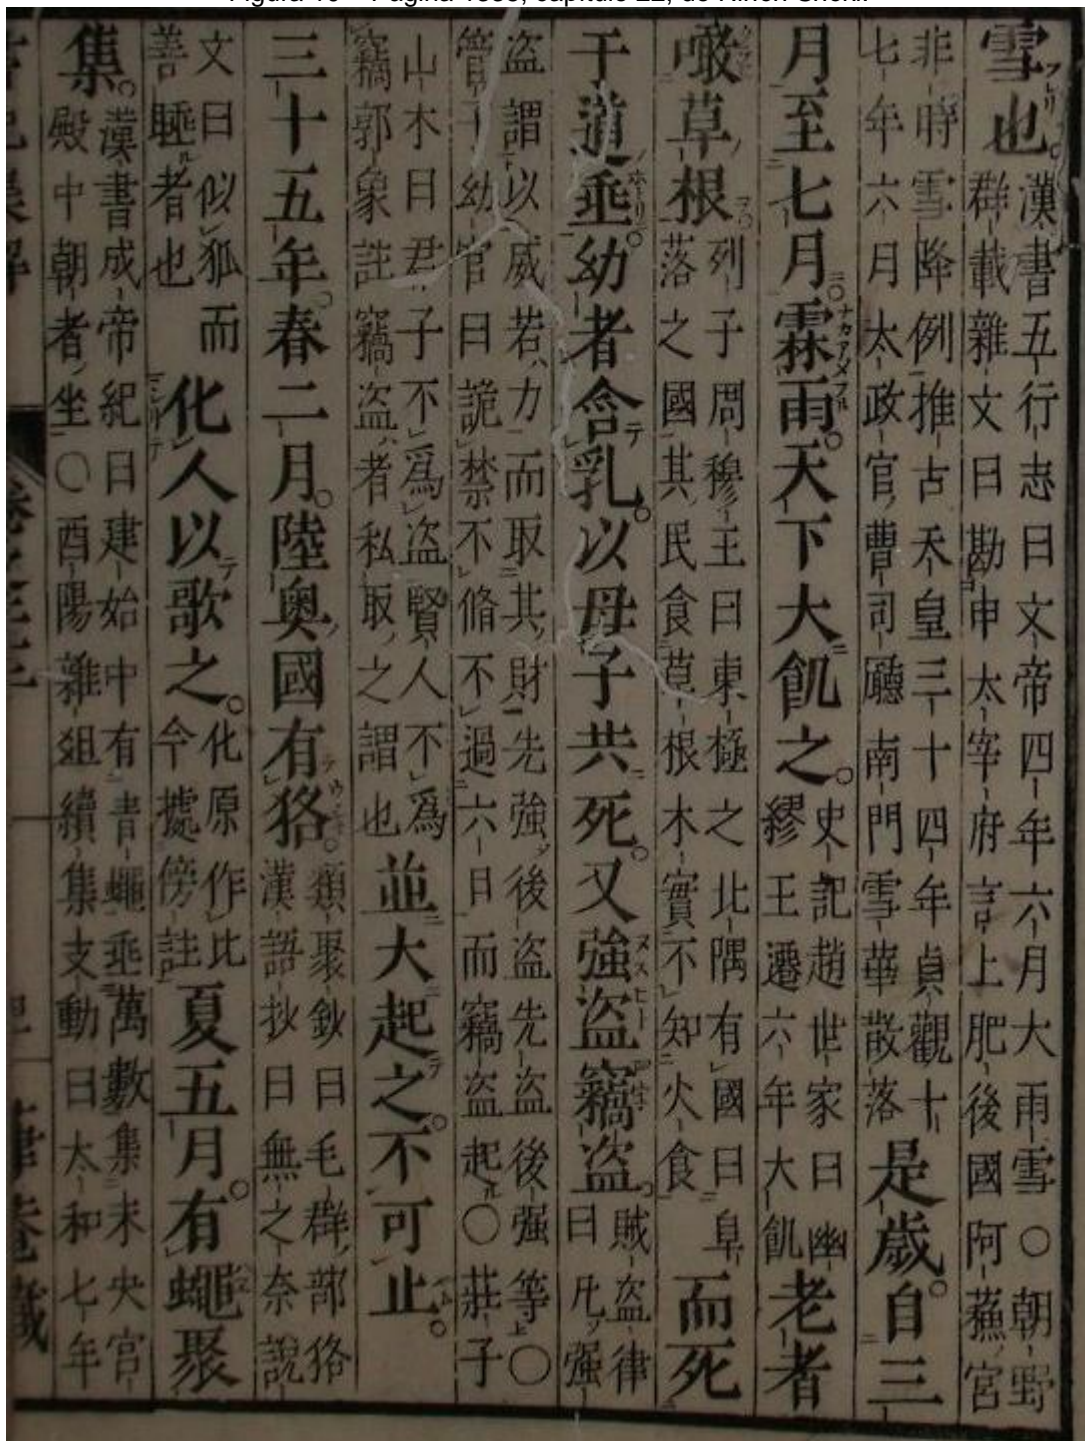 雪也。漢書五行志曰文帝四年六月大雨雪○朝野群載雜文曰勘申太宰府言上肥後國阿蘓宮
非時雪降例推古天皇三十四年貞觀十七年六月太政官曹司廳南門雪華散落是歲。自三
月至七月。霖雨。天下大飢之。史記趙世家曰幽繆王遷六年大飢老者
噉草根列子周穆王曰東極之北隅有國曰阜落之國其民食草根木實不知火食而死
于道垂。幼者含乳。以母子共死。又強盜竊盜。賊盜律曰凡强
盜謂以威若力而取其財先強後盜先盜後强等○管子幼官曰詭禁不脩不過六日而竊盜起○莊子
山木曰君子不爲盜賢人不爲竊郭象註竊盜者私取之謂也並大起之。不可止。
三十五年。春二月。陸奧國有狢。類聚鈔曰毛群部狢漢語抄曰無之奈說
文曰似狐而善睡者也化人以歌之。化原作比今據傍註夏五月。有蠅聚
集。漢書成帝紀曰建始中有青蠅垂萬數集未央宮殿中朝者坐○酉陽雜俎續集支動曰太和七年